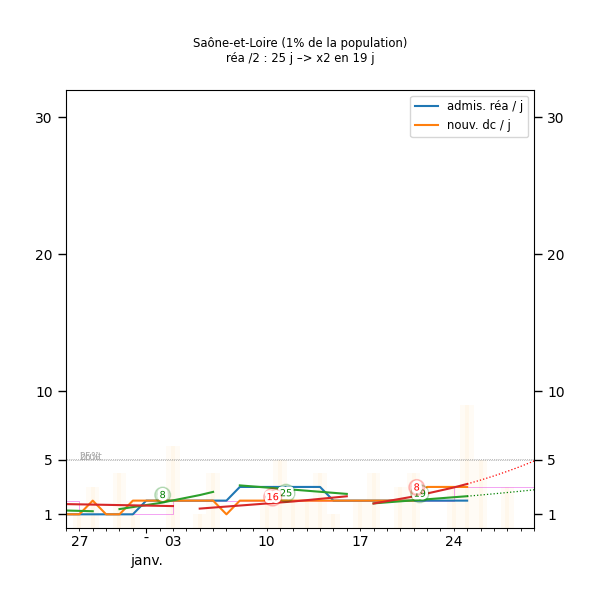 Saône-et-Loire (1% de la population)
réa /2 : 25 j –> x2 en 19 j
admis. réa / j
nouv. dc / j
30 30
20 20
10 10
5 5
1 1
8
16
25
8
19
27 - 03 10 17 24
janv.